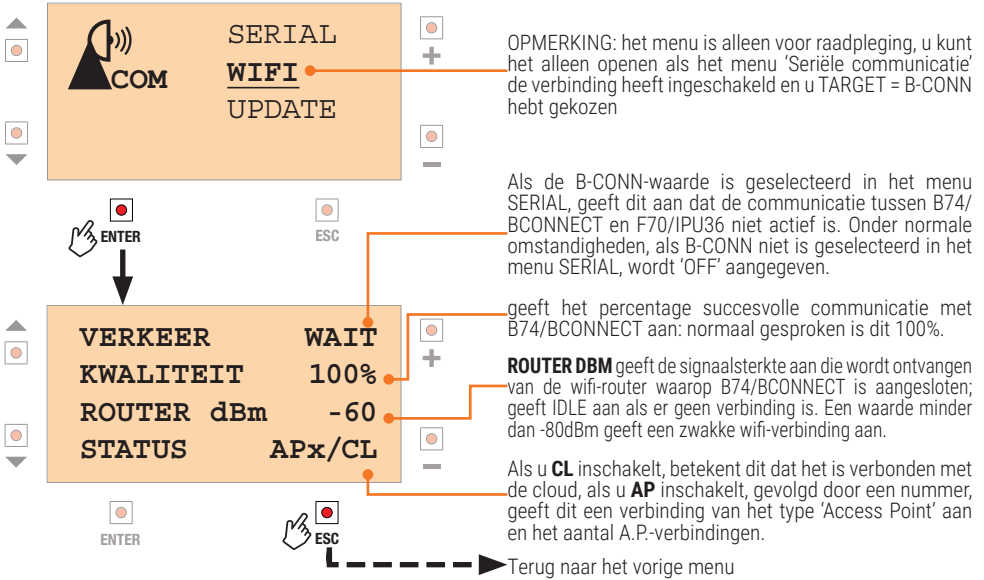 COM
SERIAL
WIFI
UPDATE
+
−
ENTER
ESC
OPMERKING: het menu is alleen voor raadpleging, u kunt
het alleen openen als het menu ‘Seriële communicatie’
de verbinding heeft ingeschakeld en u TARGET = B-CONN
hebt gekozen
Als de B-CONN-waarde is geselecteerd in het menu
SERIAL, geeft dit aan dat de communicatie tussen B74/
BCONNECT en F70/IPU36 niet actief is. Onder normale
omstandigheden, als B-CONN niet is geselecteerd in het
menu SERIAL, wordt ‘OFF’ aangegeven.
VERKEER WAIT
KWALITEIT 100%
ROUTER dBm -60
STATUS APx/CL
+
−
geeft het percentage succesvolle communicatie met
B74/BCONNECT aan: normaal gesproken is dit 100%.
ROUTER DBM geeft de signaalsterkte aan die wordt ontvangen
van de wifi-router waarop B74/BCONNECT is aangesloten;
geeft IDLE aan als er geen verbinding is. Een waarde minder
dan -80dBm geeft een zwakke wifi-verbinding aan.
Als u CL inschakelt, betekent dit dat het is verbonden met
de cloud, als u AP inschakelt, gevolgd door een nummer,
geeft dit een verbinding van het type ‘Access Point’ aan
en het aantal A.P.-verbindingen.
ENTER
ESC
Terug naar het vorige menu